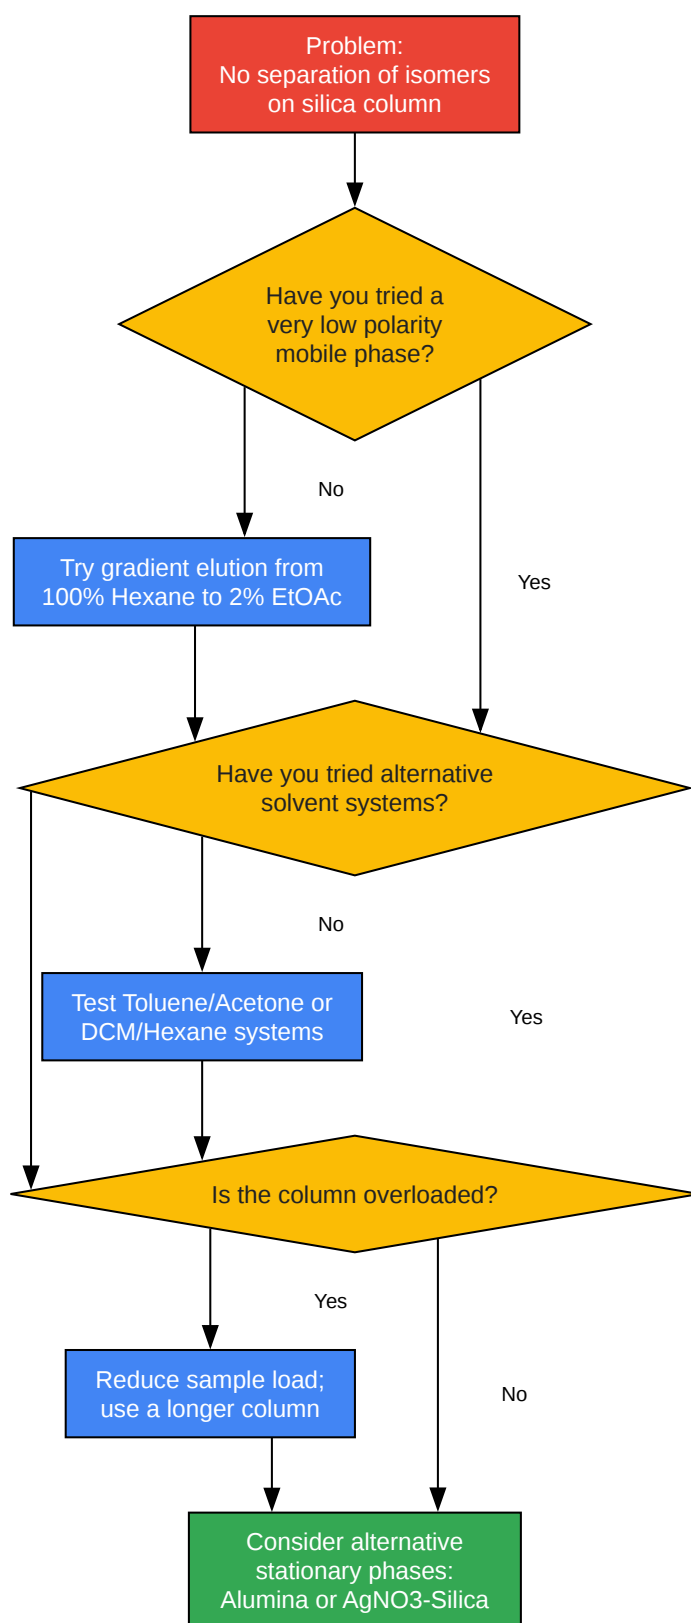 Problem:
No separation of isomers
on silica column
Have you tried a
very low polarity
mobile phase?
No
Try gradient elution from
100% Hexane to 2% EtOAc
Yes
Have you tried alternative
solvent systems?
No
Test Toluene/Acetone or
DCM/Hexane systems
Yes
Is the column overloaded?
Yes
Reduce sample load;
use a longer column
No
Consider alternative
stationary phases:
Alumina or AgNO3-Silica